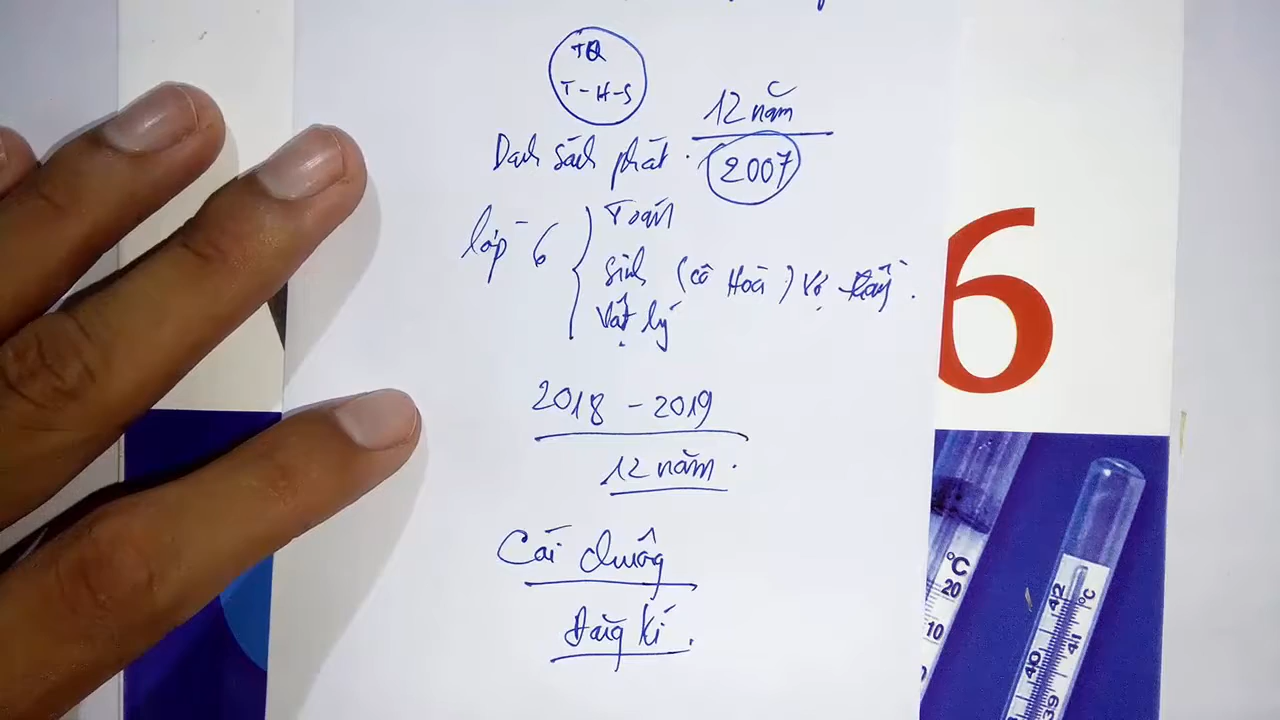 TQ
T-H-S
12 năm
Danh sách phát.
2007
lớp 6
Toán
Sinh (cô Hoà) Vợ thầy.
Vật lý
2018 - 2019
12 năm.
Cái chuông
Đăng kí.
6
°C
20
10
42
°C
41
40
39